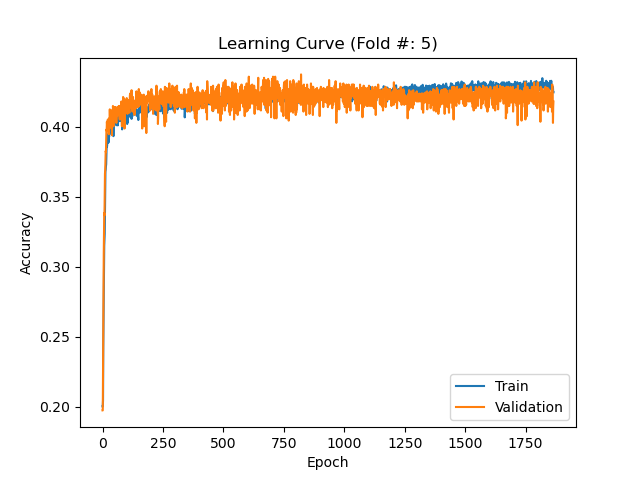 Learning Curve (Fold #: 5)
Accuracy
0.40
0.35
0.30
0.25
0.20
Train
Validation
0 250 500 750 1000 1250 1500 1750
Epoch